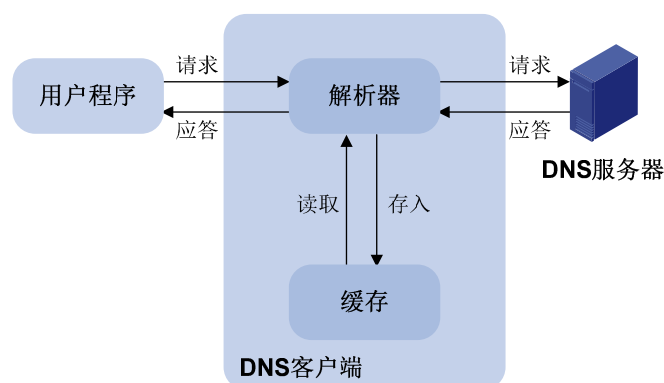 请求
请求
用户程序
解析器
应答
应答
DNS服务器
读取
存入
缓存
DNS客户端